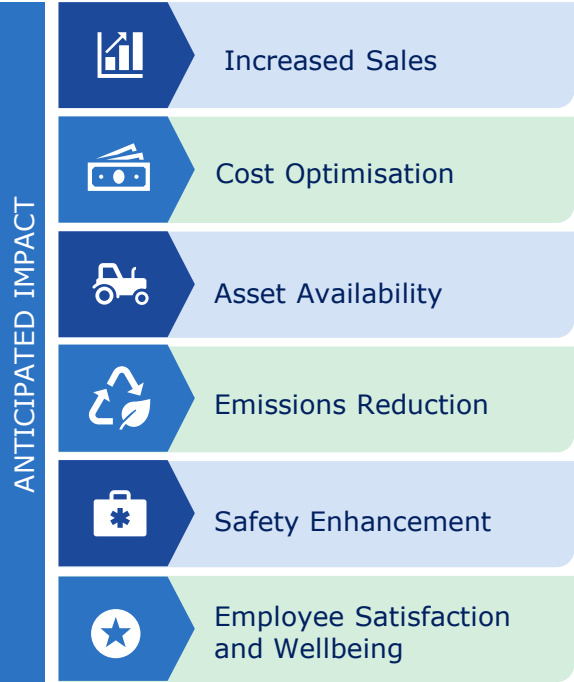 ANTICIPATED IMPACT
Increased Sales
Cost Optimisation
Asset Availability
Emissions Reduction
Safety Enhancement
Employee Satisfaction
and Wellbeing